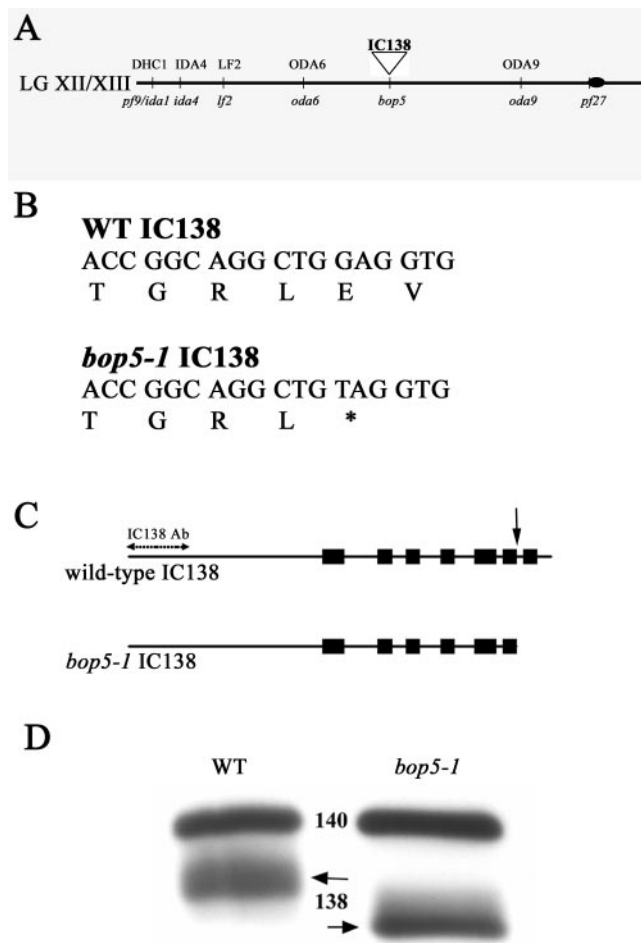 A
IC138
DHC1 IDA4 LF2 ODA6 ODA9
LG XII/XIII
pf9/ida1 ida4 lf2 oda6 bop5 oda9 pf27
B
WT IC138
ACC GGC AGG CTG GAG GTG
T G R L E V
bop5-1 IC138
ACC GGC AGG CTG TAG GTG
T G R L *
C
IC138 Ab
wild-type IC138
bop5-1 IC138
D
WT bop5-1
140
138